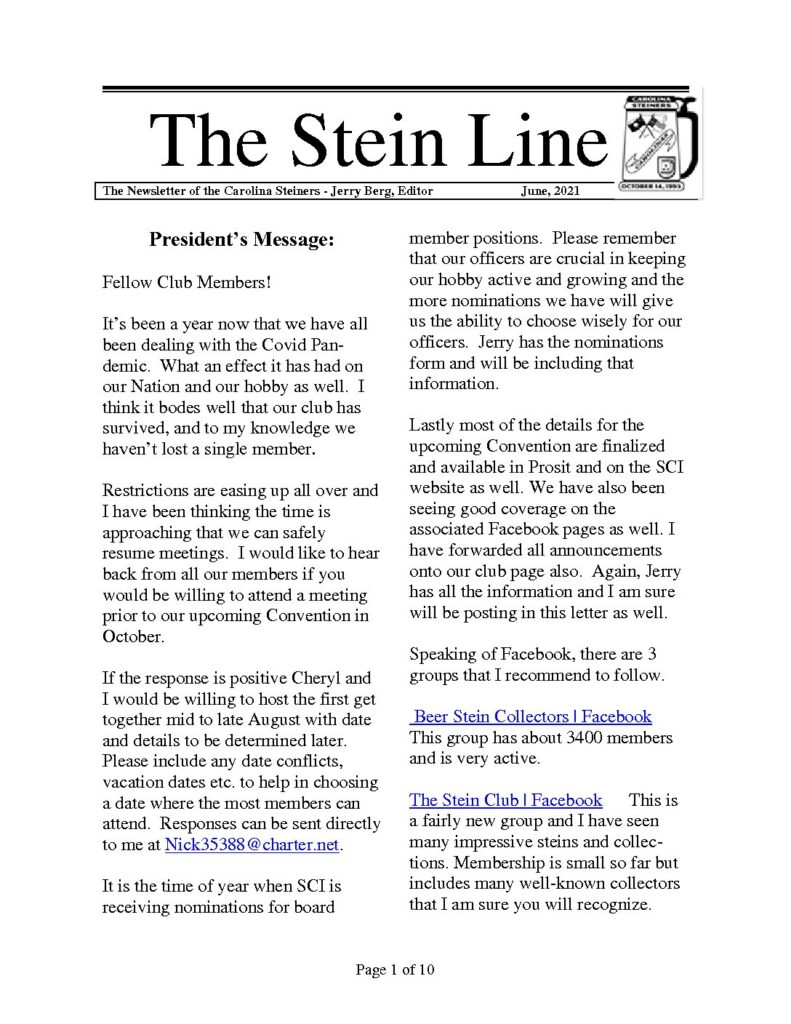 The Stein Line
CAROLINA
STEINERS
CAROLINAS
OCTOBER 14, 1995
The Newsletter of the Carolina Steiners - Jerry Berg, Editor June, 2021
President's Message:
Fellow Club Members!
It's been a year now that we have all
been dealing with the Covid Pan-
demic. What an effect it has had on
our Nation and our hobby as well. I
think it bodes well that our club has
survived, and to my knowledge we
haven't lost a single member.
Restrictions are easing up all over and
I have been thinking the time is
approaching that we can safely
resume meetings. I would like to hear
back from all our members if you
would be willing to attend a meeting
prior to our upcoming Convention in
October.
If the response is positive Cheryl and
I would be willing to host the first get
together mid to late August with date
and details to be determined later.
Please include any date conflicts,
vacation dates etc. to help in choosing
a date where the most members can
attend. Responses can be sent directly
to me at Nick35388@charter.net.
It is the time of year when SCI is
receiving nominations for board
member positions. Please remember
that our officers are crucial in keeping
our hobby active and growing and the
more nominations we have will give
us the ability to choose wisely for our
officers. Jerry has the nominations
form and will be including that
information.
Lastly most of the details for the
upcoming Convention are finalized
and available in Prosit and on the SCI
website as well. We have also been
seeing good coverage on the
associated Facebook pages as well. I
have forwarded all announcements
onto our club page also. Again, Jerry
has all the information and I am sure
will be posting in this letter as well.
Speaking of Facebook, there are 3
groups that I recommend to follow.
Beer Stein Collectors | Facebook
This group has about 3400 members
and is very active.
The Stein Club | Facebook This is
a fairly new group and I have seen
many impressive steins and collec-
tions. Membership is small so far but
includes many well-known collectors
that I am sure you will recognize.
Page 1 of 10